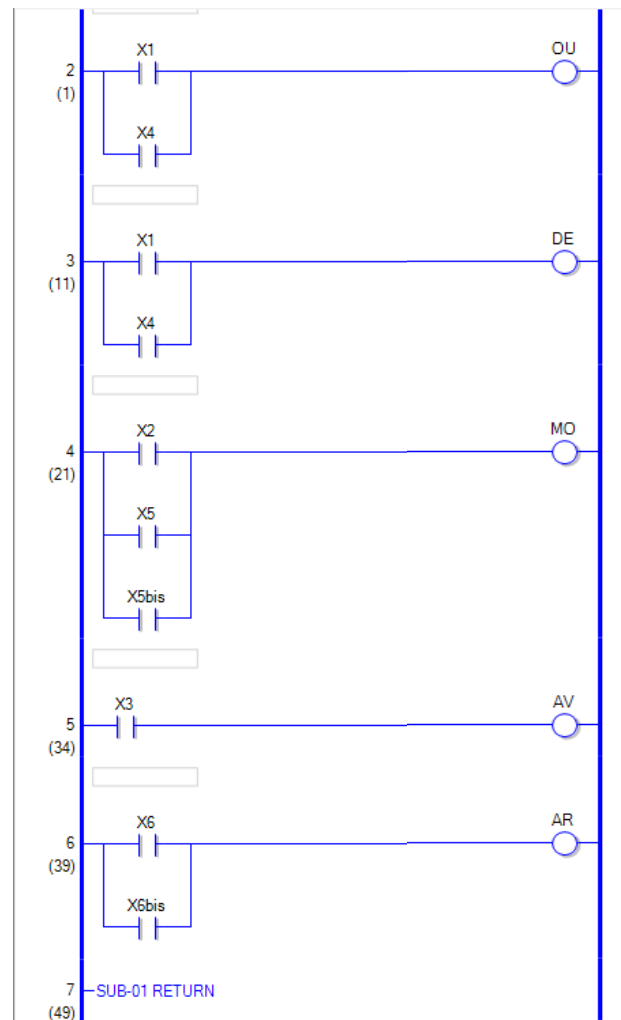 X1 OU
2
(1)
X4
X1 DE
3
(11)
X4
X2 MO
4
(21)
X5
X5bis
X3 AV
5
(34)
X6 AR
6
(39)
X6bis
7 SUB-01 RETURN
(49)